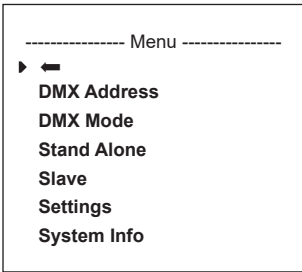 ---------------- Menu ----------------
DMX Address
DMX Mode
Stand Alone
Slave
Settings
System Info